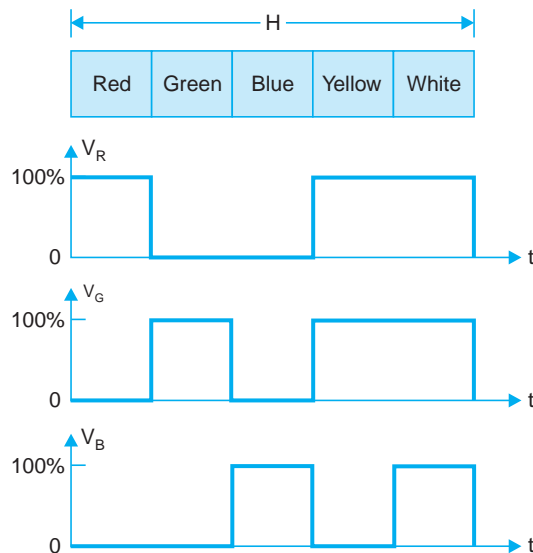 H
Red Green Blue Yellow White
V_R
100%
0 t
V_G
100%
0 t
V_B
100%
0 t